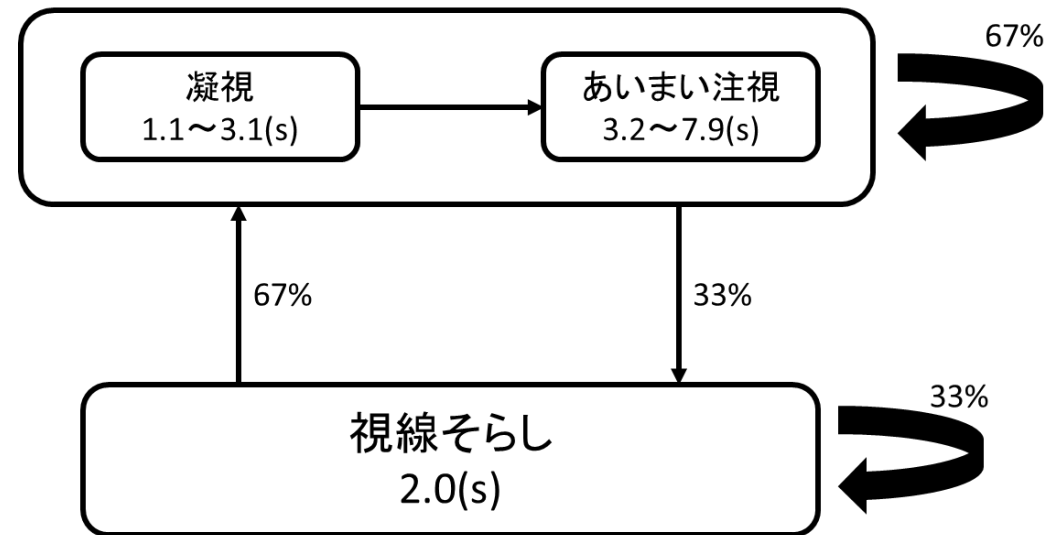 凝視
1.1～3.1(s)
あいまい注視
3.2～7.9(s)
67%
67%
33%
視線そらし
2.0(s)
33%